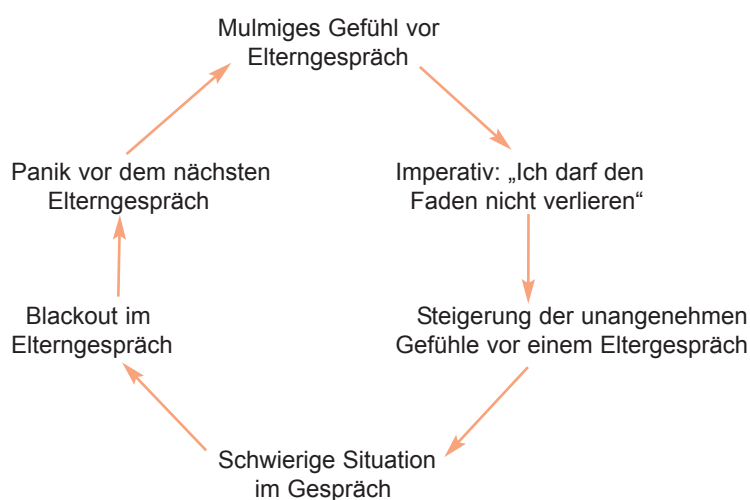 Mulmiges Gefühl vor
Elterngespräch
Imperativ: „Ich darf den
Faden nicht verlieren“
Steigerung der unangenehmen
Gefühle vor einem Eltergespräch
Schwierige Situation
im Gespräch
Blackout im
Elterngespräch
Panik vor dem nächsten
Elterngespräch